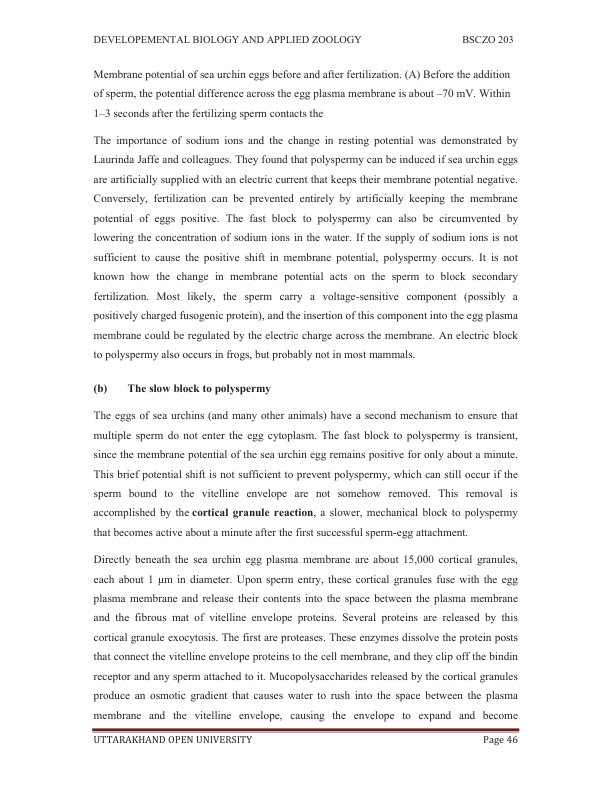 DEVELOPEMENTAL BIOLOGY AND APPLIED ZOOLOGY BSCZO 203
Membrane potential of sea urchin eggs before and after fertilization. (A) Before the addition
of sperm, the potential difference across the egg plasma membrane is about –70 mV. Within
1–3 seconds after the fertilizing sperm contacts the
The importance of sodium ions and the change in resting potential was demonstrated by
Laurinda Jaffe and colleagues. They found that polyspermy can be induced if sea urchin eggs
are artificially supplied with an electric current that keeps their membrane potential negative.
Conversely, fertilization can be prevented entirely by artificially keeping the membrane
potential of eggs positive. The fast block to polyspermy can also be circumvented by
lowering the concentration of sodium ions in the water. If the supply of sodium ions is not
sufficient to cause the positive shift in membrane potential, polyspermy occurs. It is not
known how the change in membrane potential acts on the sperm to block secondary
fertilization. Most likely, the sperm carry a voltage-sensitive component (possibly a
positively charged fusogenic protein), and the insertion of this component into the egg plasma
membrane could be regulated by the electric charge across the membrane. An electric block
to polyspermy also occurs in frogs, but probably not in most mammals.
(b) The slow block to polyspermy
The eggs of sea urchins (and many other animals) have a second mechanism to ensure that
multiple sperm do not enter the egg cytoplasm. The fast block to polyspermy is transient,
since the membrane potential of the sea urchin egg remains positive for only about a minute.
This brief potential shift is not sufficient to prevent polyspermy, which can still occur if the
sperm bound to the vitelline envelope are not somehow removed. This removal is
accomplished by the cortical granule reaction, a slower, mechanical block to polyspermy
that becomes active about a minute after the first successful sperm-egg attachment.
Directly beneath the sea urchin egg plasma membrane are about 15,000 cortical granules,
each about 1 μm in diameter. Upon sperm entry, these cortical granules fuse with the egg
plasma membrane and release their contents into the space between the plasma membrane
and the fibrous mat of vitelline envelope proteins. Several proteins are released by this
cortical granule exocytosis. The first are proteases. These enzymes dissolve the protein posts
that connect the vitelline envelope proteins to the cell membrane, and they clip off the bindin
receptor and any sperm attached to it. Mucopolysaccharides released by the cortical granules
produce an osmotic gradient that causes water to rush into the space between the plasma
membrane and the vitelline envelope, causing the envelope to expand and become
UTTARAKHAND OPEN UNIVERSITY Page 46